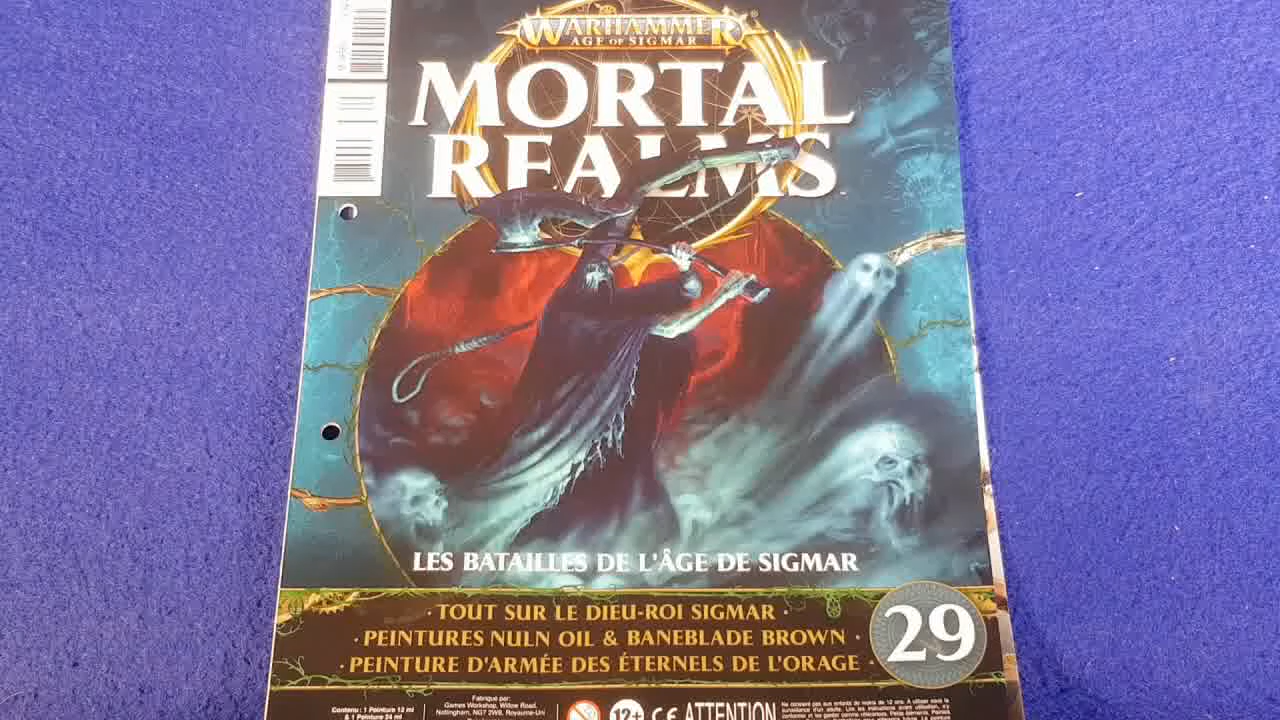 WARHAMMER
AGE OF SIGMAR
MORTAL
REALMS
LES BATAILLES DE L'ÂGE DE SIGMAR
· TOUT SUR LE DIEU-ROI SIGMAR ·
· PEINTURES NULN OIL & BANEBLADE BROWN ·
· PEINTURE D'ARMÉE DES ÉTERNELS DE L'ORAGE ·
29
Contenu : 1 Peinture 12 ml
& 1 Peinture 24 ml
Fabriqué par:
Games Workshop, Willow Road,
Nottingham, NG7 2WS, Royaume-Uni
12+ CE ATTENTION